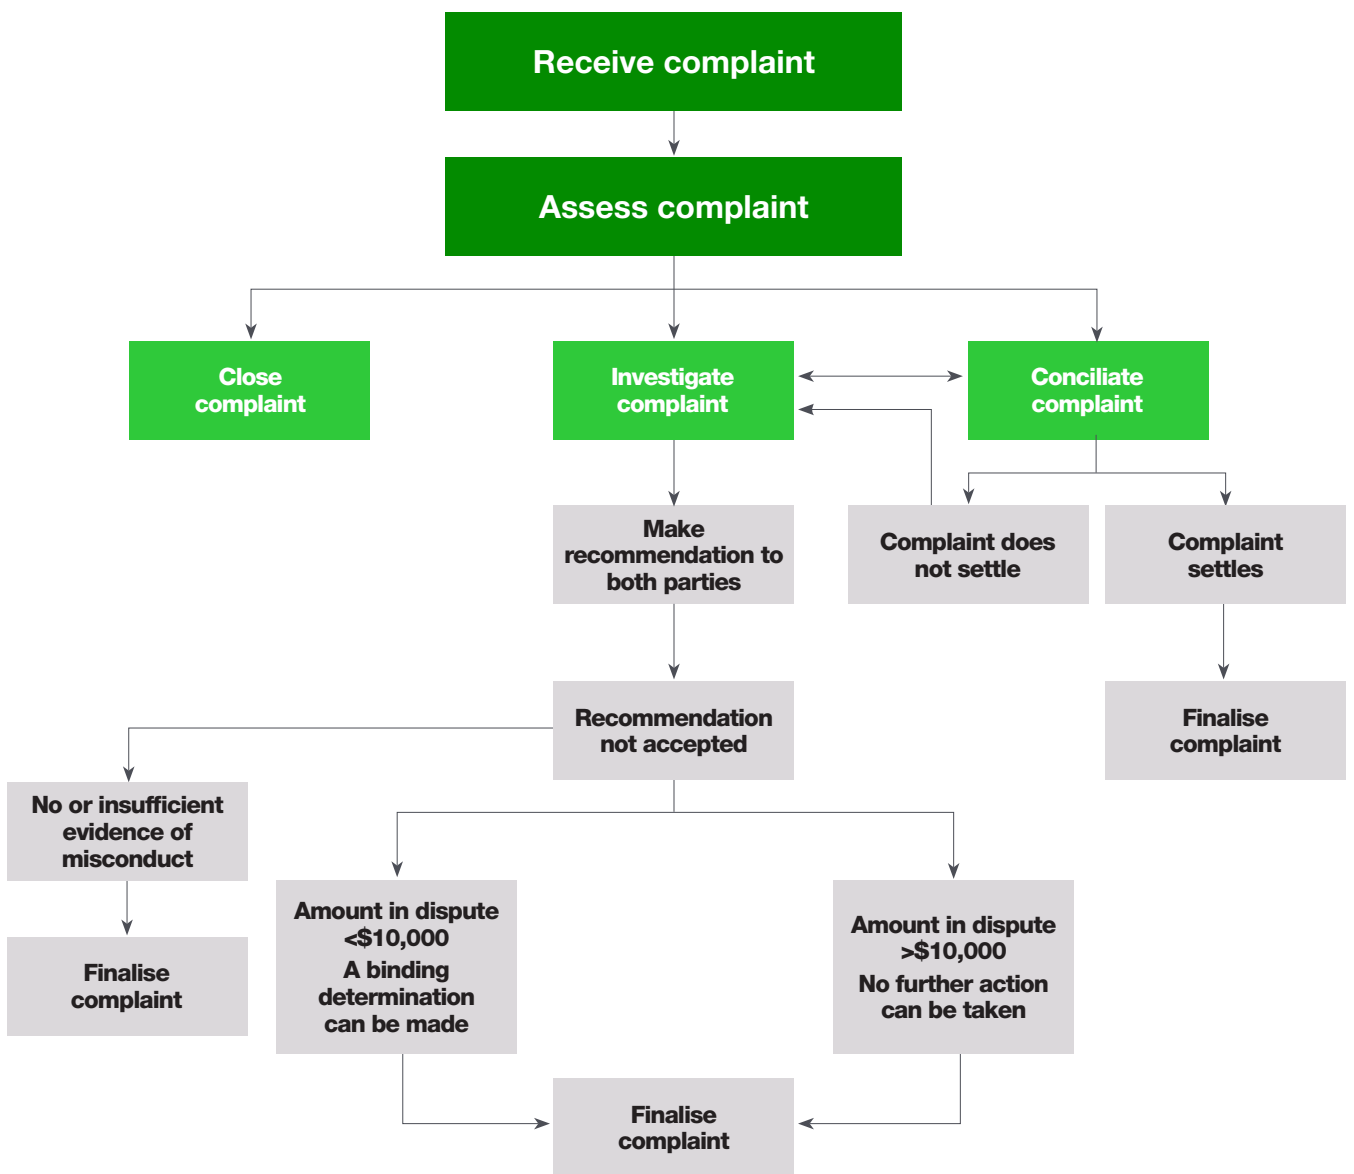 Receive complaint
Assess complaint
Close
complaint
Investigate
complaint
Conciliate
complaint
Make
recommendation to
both parties
Complaint does
not settle
Complaint
settles
Recommendation
not accepted
Finalise
complaint
No or insufficient
evidence of
misconduct
Amount in dispute
<$10,000
A binding
determination
can be made
Amount in dispute
>$10,000
No further action
can be taken
Finalise
complaint
Finalise
complaint